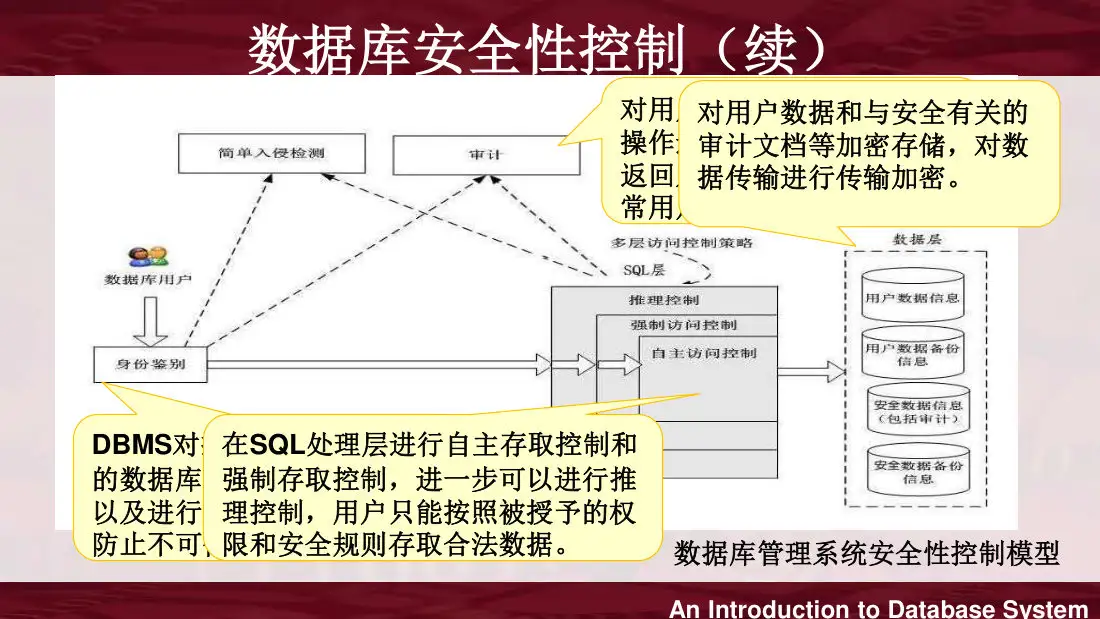 数据库安全性控制（续）
对用
操作
返回
常用
对用户数据和与安全有关的
审计文档等加密存储，对数
据传输进行传输加密。
简单入侵检测
审计
多层访问控制策略
数据层
SQL层
数据库用户
推理控制
用户数据信息
强制访问控制
自主访问控制
用户数据备份
信息
身份鉴别
安全数据信息
（包括审计）
安全数据备份
信息
DBMS对
的数据库
以及进行
防止不可
在SQL处理层进行自主存取控制和
强制存取控制，进一步可以进行推
理控制，用户只能按照被授予的权
限和安全规则存取合法数据。
数据库管理系统安全性控制模型
An Introduction to Database System